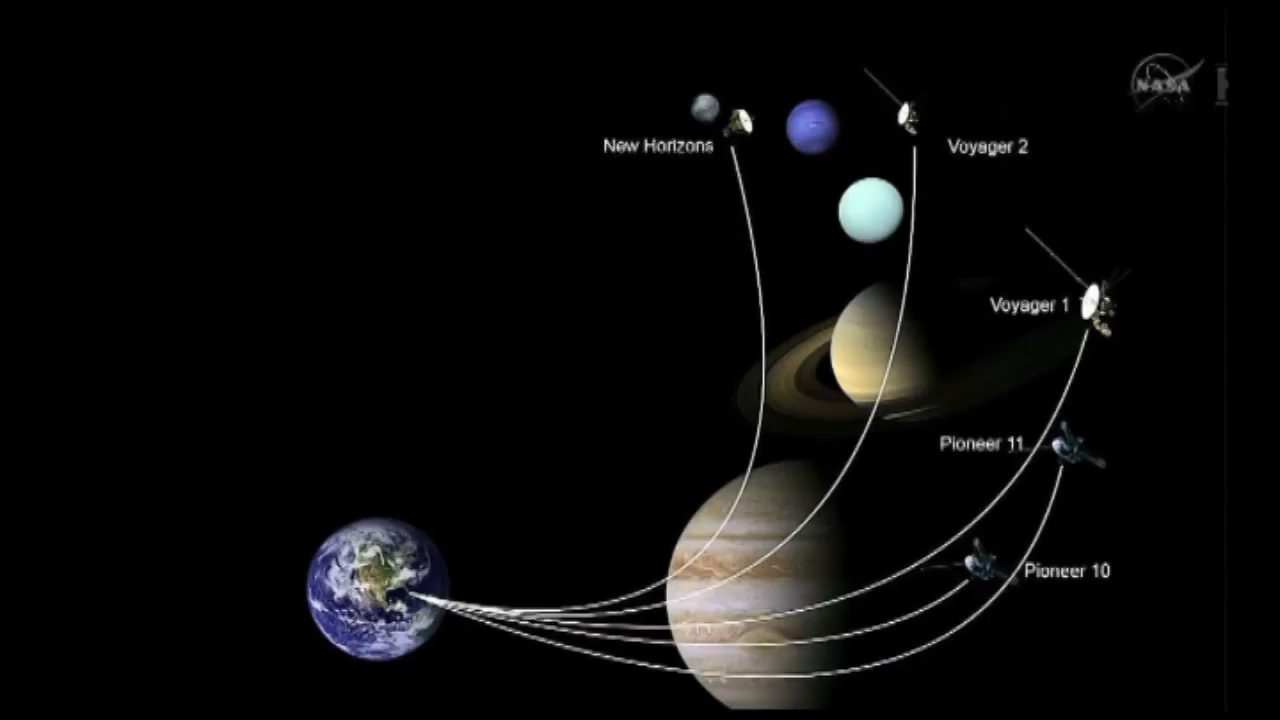 NASA
New Horizons
Voyager 2
Voyager 1
Pioneer 11
Pioneer 10